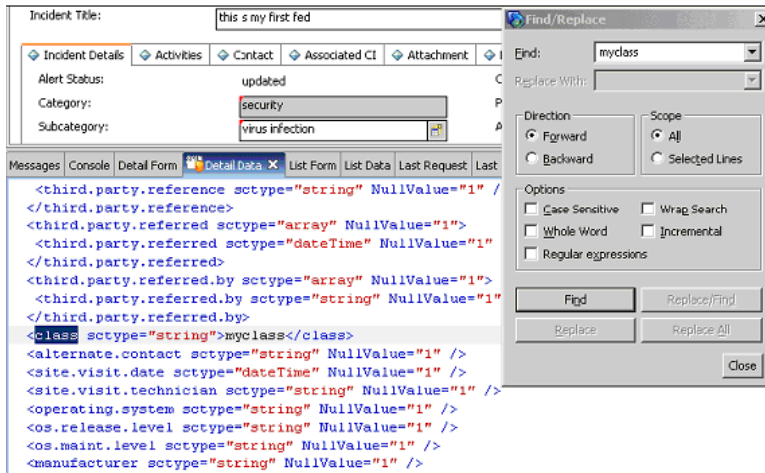 Incident Title: this s my first fed
Incident Details Activities Contact Associated CI Attachment
Alert Status: updated
Category: security
Subcategory: virus infection
Messages Console Detail Form Detail Data List Form List Data Last Request Last
<third.party.reference sctype="string" NullValue="1" /
</third.party.reference>
<third.party.referred sctype="array" NullValue="1">
<third.party.referred sctype="dateTime" NullValue="1"
</third.party.referred>
<third.party.referred.by sctype="array" NullValue="1">
<third.party.referred.by sctype="string" NullValue="1"
</third.party.referred.by>
<class sctype="string">myclass</class>
<alternate.contact sctype="string" NullValue="1" />
<site.visit.date sctype="dateTime" NullValue="1" />
<site.visit.technician sctype="string" NullValue="1" />
<operating.system sctype="string" NullValue="1" />
<os.release.level sctype="string" NullValue="1" />
<os.maint.level sctype="string" NullValue="1" />
<manufacturer sctype="string" NullValue="1" />
Find/Replace
Find: myclass
Replace With:
Direction Scope
Forward All
Backward Selected Lines
Options
Case Sensitive Wrap Search
Whole Word Incremental
Regular expressions
Find Replace/Find
Replace Replace All
Close